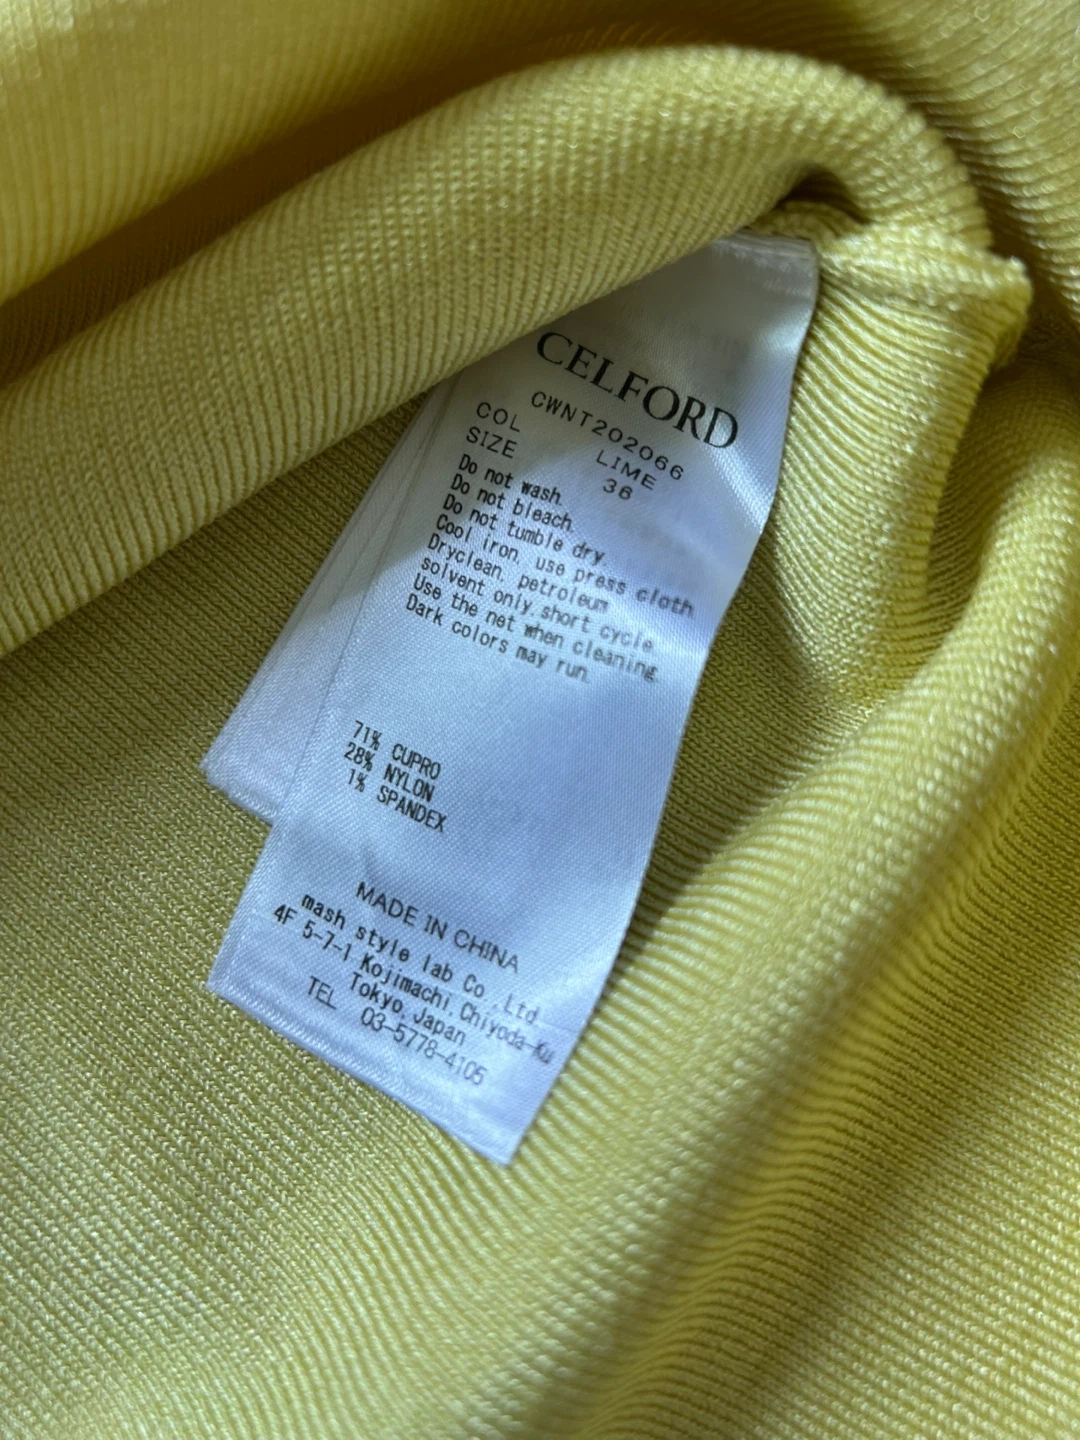 CELFORD
CWNT202066
COL LIME
SIZE 36
Do not wash.
Do not bleach.
Do not tumble dry.
Cool iron, use press cloth.
Dryclean, petroleum
solvent only, short cycle.
Use the net when cleaning.
Dark colors may run.
71% CUPRO
28% NYLON
1% SPANDEX
MADE IN CHINA
mash style lab Co.,Ltd.
4F 5-7-1 Kojimachi,Chiyoda-Ku
Tokyo,Japan
TEL 03-5778-4105